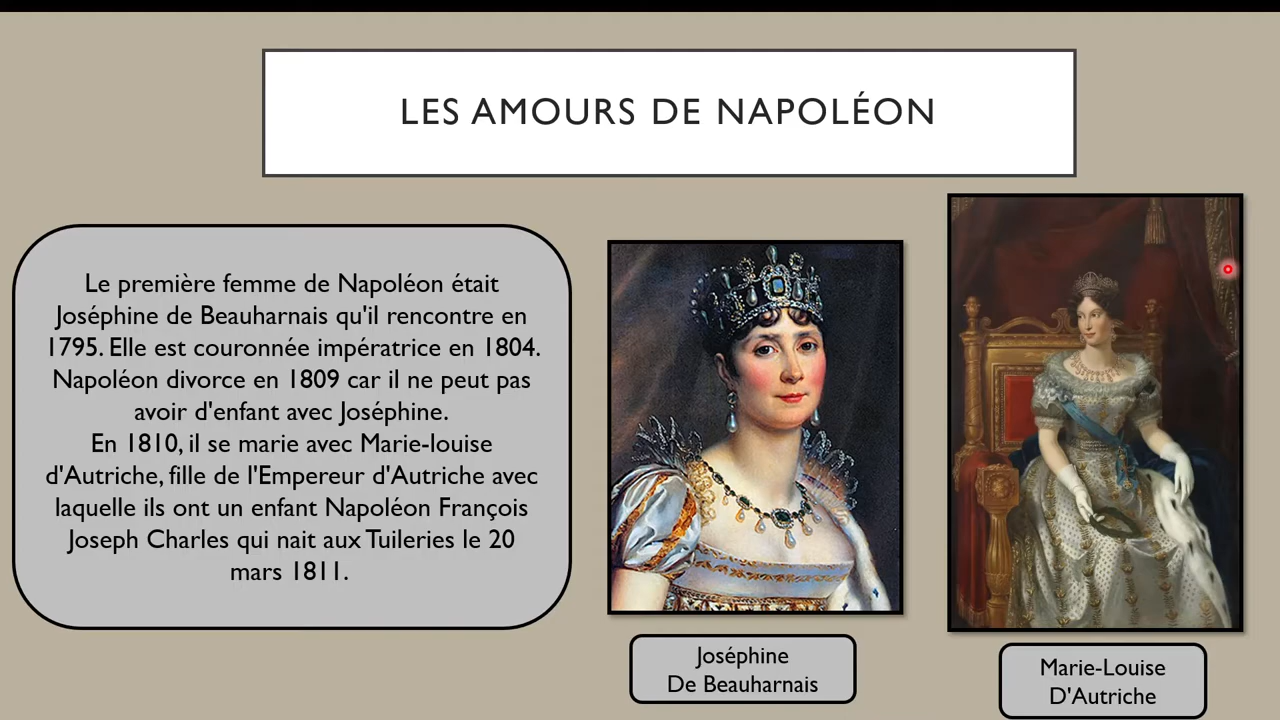 LES AMOURS DE NAPOLÉON
Le première femme de Napoléon était
Joséphine de Beauharnais qu'il rencontre en
1795. Elle est couronnée impératrice en 1804.
Napoléon divorce en 1809 car il ne peut pas
avoir d'enfant avec Joséphine.
En 1810, il se marie avec Marie-louise
d'Autriche, fille de l'Empereur d'Autriche avec
laquelle ils ont un enfant Napoléon François
Joseph Charles qui nait aux Tuileries le 20
mars 1811.
Joséphine
De Beauharnais
Marie-Louise
D'Autriche